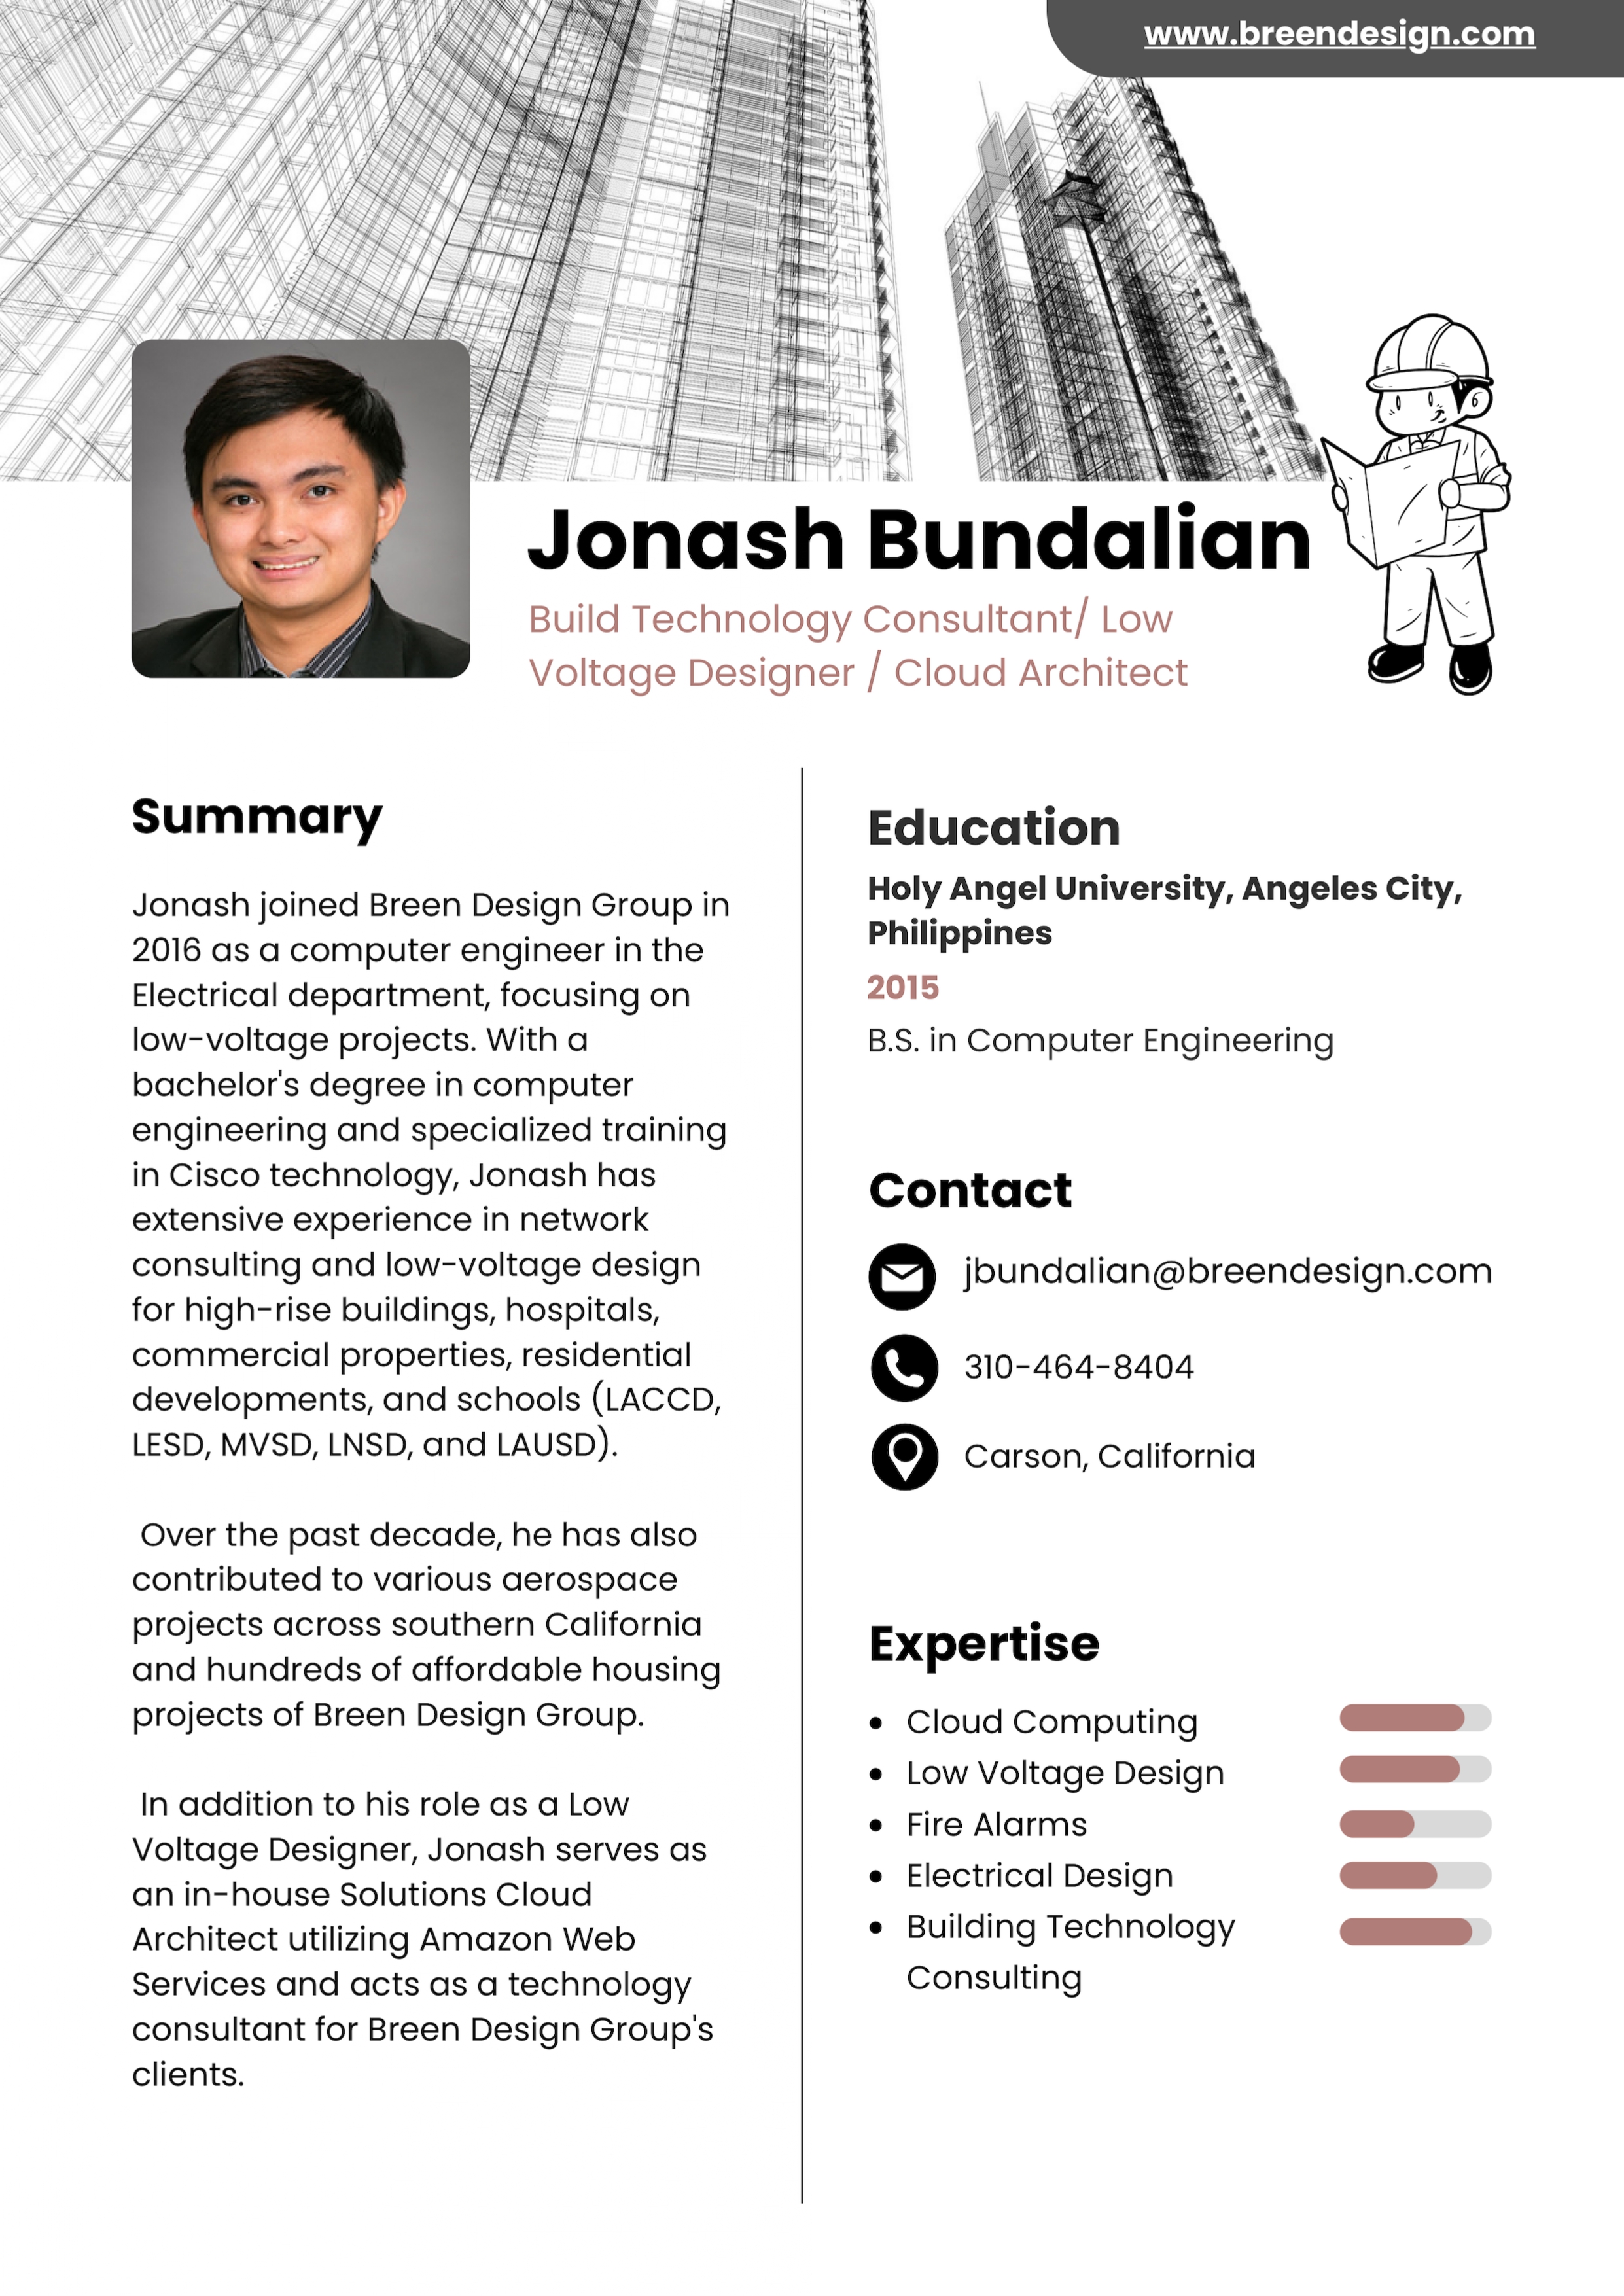 www.breendesign.com
Jonash Bundalian
Build Technology Consultant/ Low
Voltage Designer / Cloud Architect
Summary
Jonash joined Breen Design Group in
2016 as a computer engineer in the
Electrical department, focusing on
low-voltage projects. With a
bachelor's degree in computer
engineering and specialized training
in Cisco technology, Jonash has
extensive experience in network
consulting and low-voltage design
for high-rise buildings, hospitals,
commercial properties, residential
developments, and schools (LACCD,
LESD, MVSD, LNSD, and LAUSD).
Over the past decade, he has also
contributed to various aerospace
projects across southern California
and hundreds of affordable housing
projects of Breen Design Group.
In addition to his role as a Low
Voltage Designer, Jonash serves as
an in-house Solutions Cloud
Architect utilizing Amazon Web
Services and acts as a technology
consultant for Breen Design Group's
clients.
Education
Holy Angel University, Angeles City,
Philippines
2015
B.S. in Computer Engineering
Contact
jbundalian@breendesign.com
310-464-8404
Carson, California
Expertise
• Cloud Computing
• Low Voltage Design
• Fire Alarms
• Electrical Design
• Building Technology
Consulting